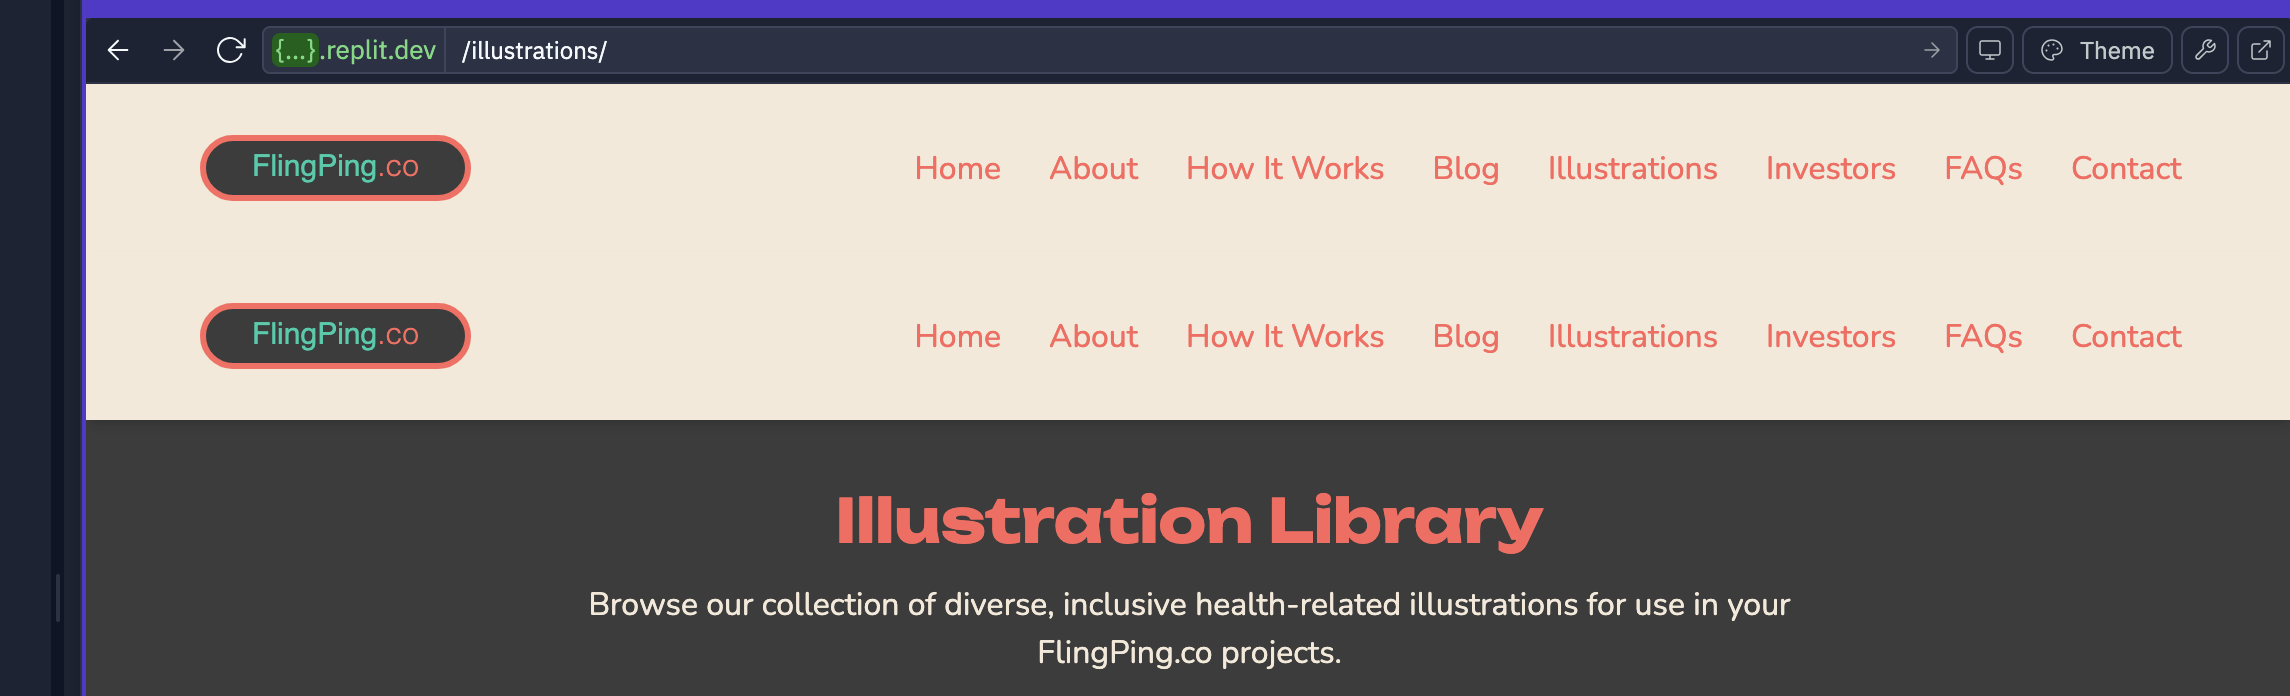 {...}.replit.dev /illustrations/ Theme
FlingPing.co Home About How It Works Blog Illustrations Investors FAQs Contact
FlingPing.co Home About How It Works Blog Illustrations Investors FAQs Contact
Illustration Library
Browse our collection of diverse, inclusive health-related illustrations for use in your
FlingPing.co projects.